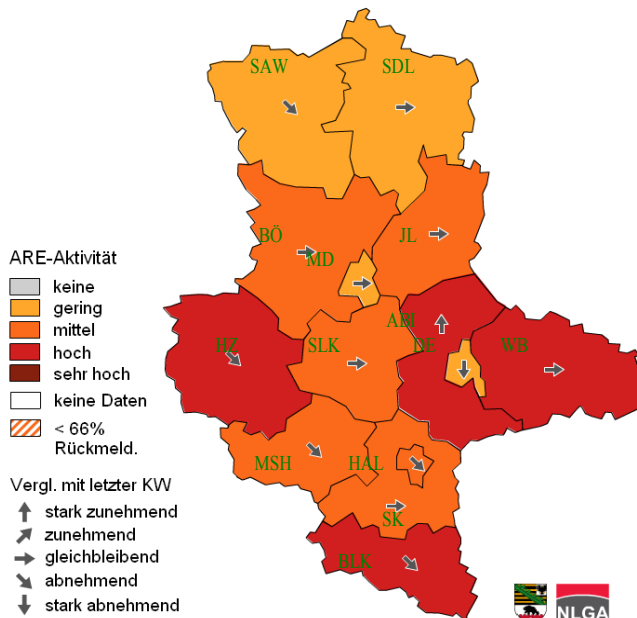 SAW
SDL
BÖ
JL
MD
ABI
HZ
SLK
DE
WB
MSH
HAL
SK
BLK
ARE-Aktivität
keine
gering
mittel
hoch
sehr hoch
keine Daten
< 66%
Rückmeld.
Vergl. mit letzter KW
stark zunehmend
zunehmend
gleichbleibend
abnehmend
stark abnehmend
NLGA